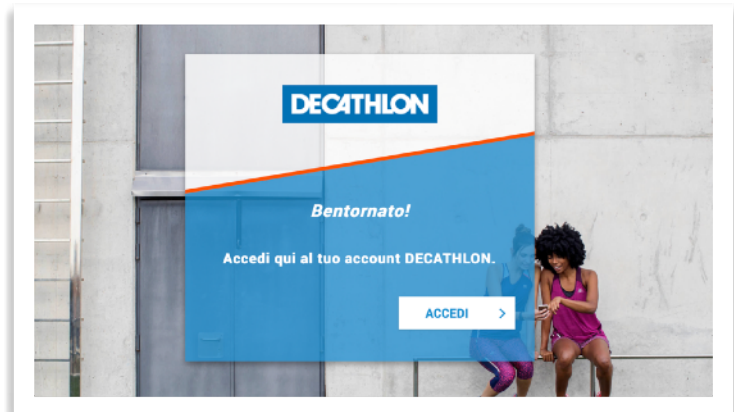 DECATHLON
Bentornato!
Accedi qui al tuo account DECATHLON.
ACCEDI